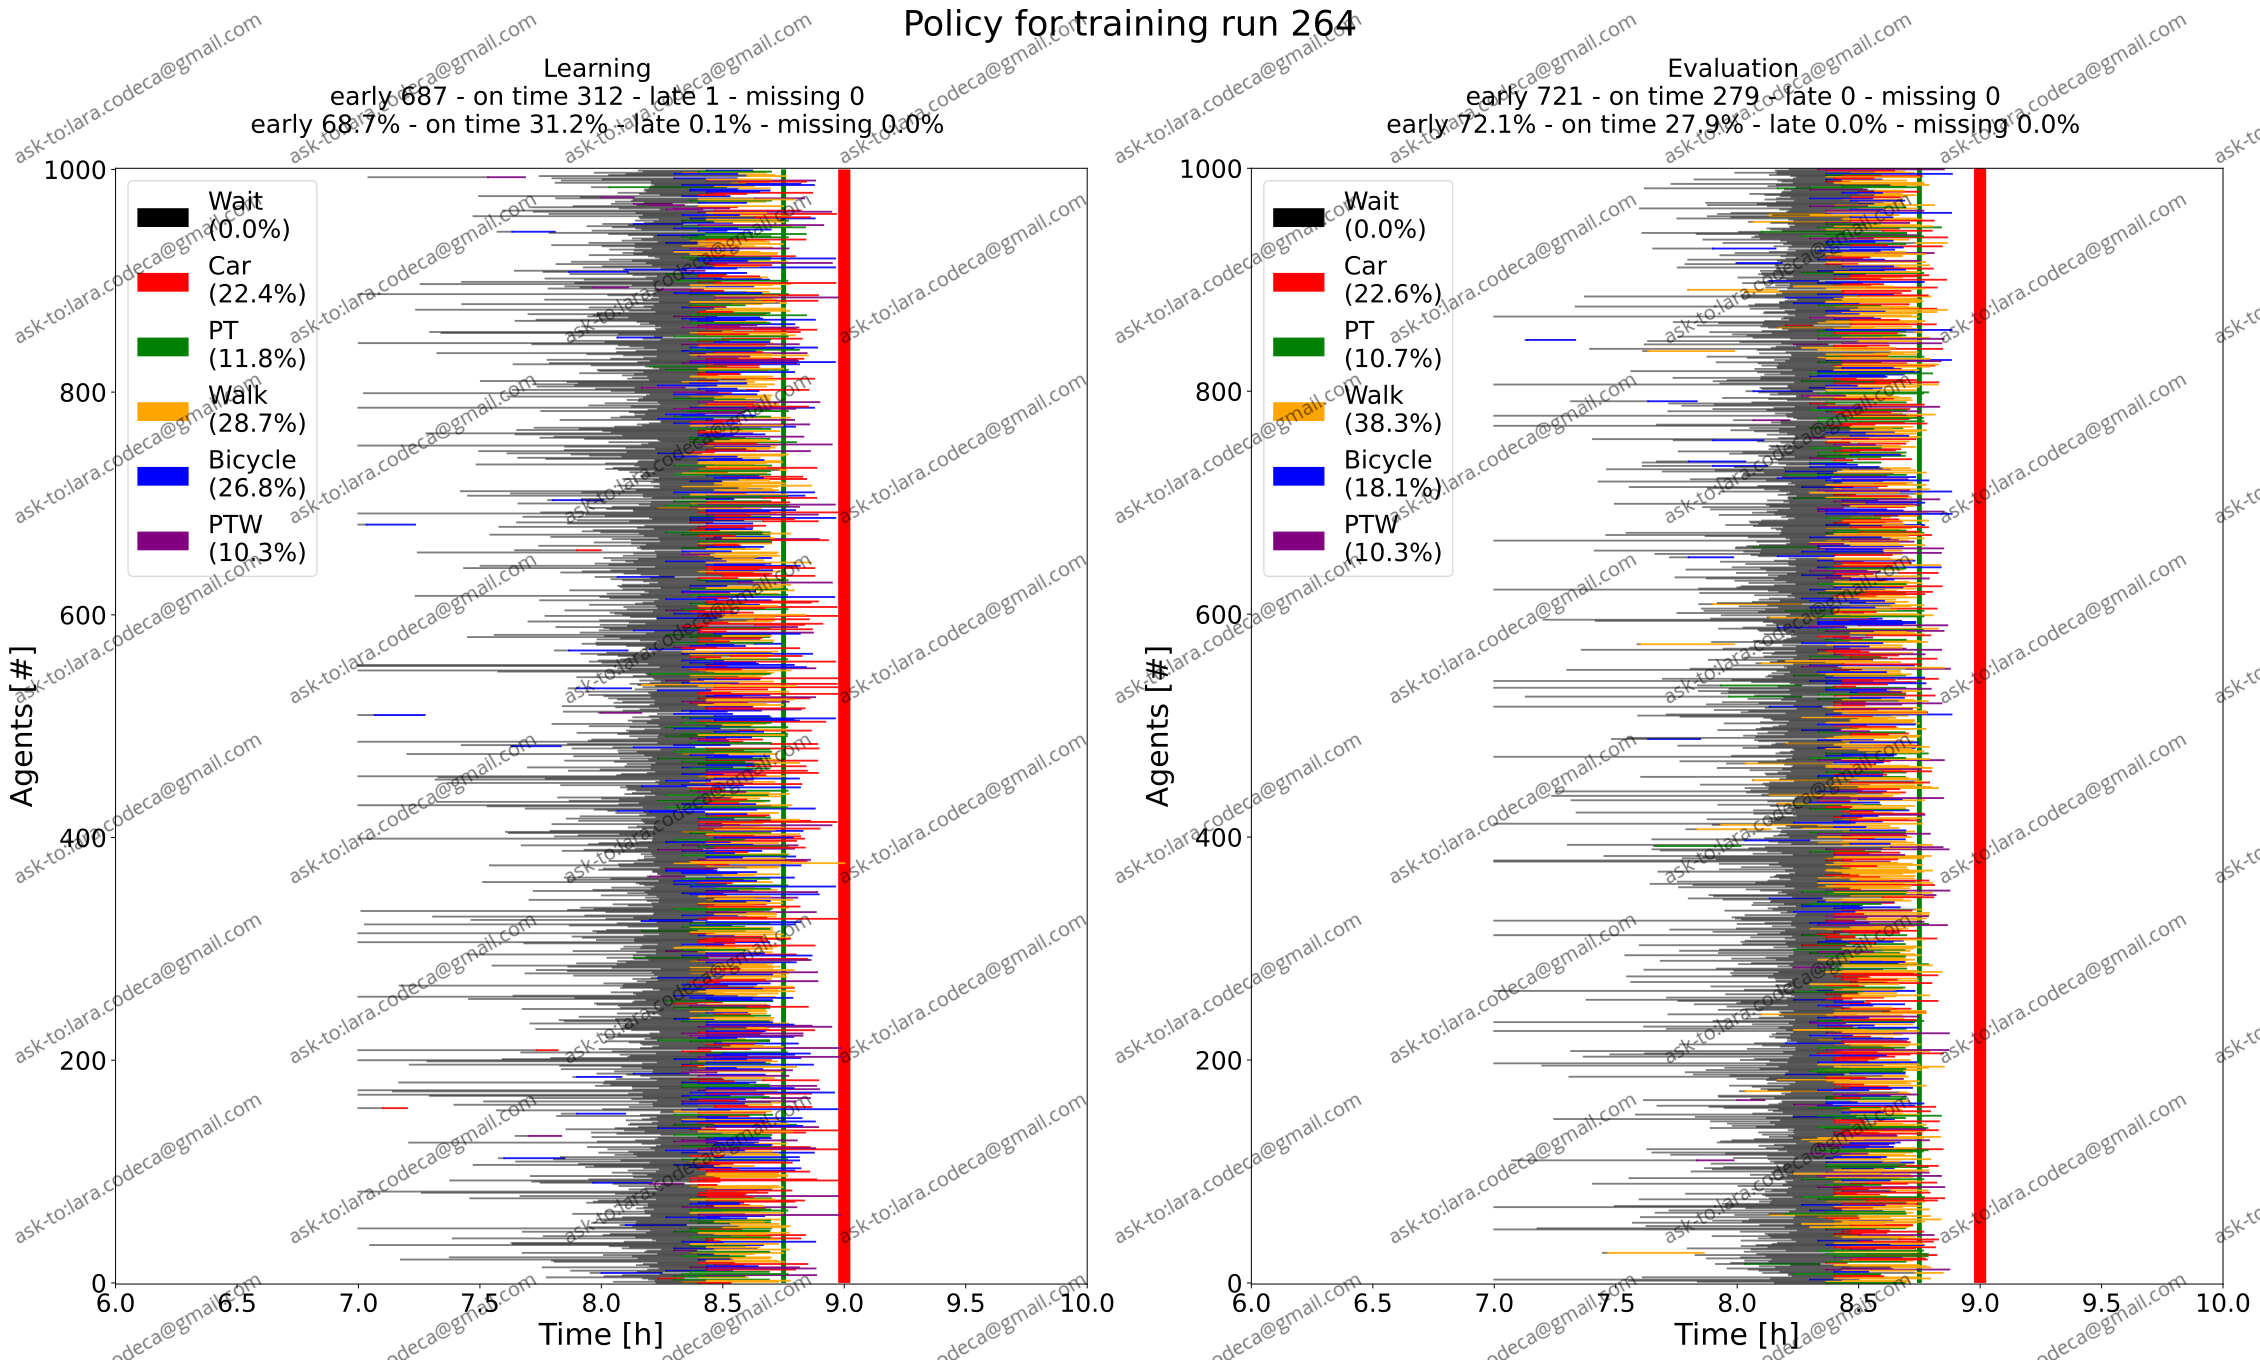 Policy for training run 264
Learning
early 687 - on time 312 - late 1 - missing 0
early 68.7% - on time 31.2% - late 0.1% - missing 0.0%
1000
800
600
400
200
0
Agents [#]
Wait
(0.0%)
Car
(22.4%)
PT
(11.8%)
Walk
(28.7%)
Bicycle
(26.8%)
PTW
(10.3%)
6.0 6.5 7.0 7.5 8.0 8.5 9.0 9.5 10.0
Time [h]
Evaluation
early 721 - on time 279 - late 0 - missing 0
early 72.1% - on time 27.9% - late 0.0% - missing 0.0%
1000
800
600
400
200
0
Agents [#]
Wait
(0.0%)
Car
(22.6%)
PT
(10.7%)
Walk
(38.3%)
Bicycle
(18.1%)
PTW
(10.3%)
6.0 6.5 7.0 7.5 8.0 8.5 9.0 9.5 10.0
Time [h]
ask-to:lara.codeca@gmail.com